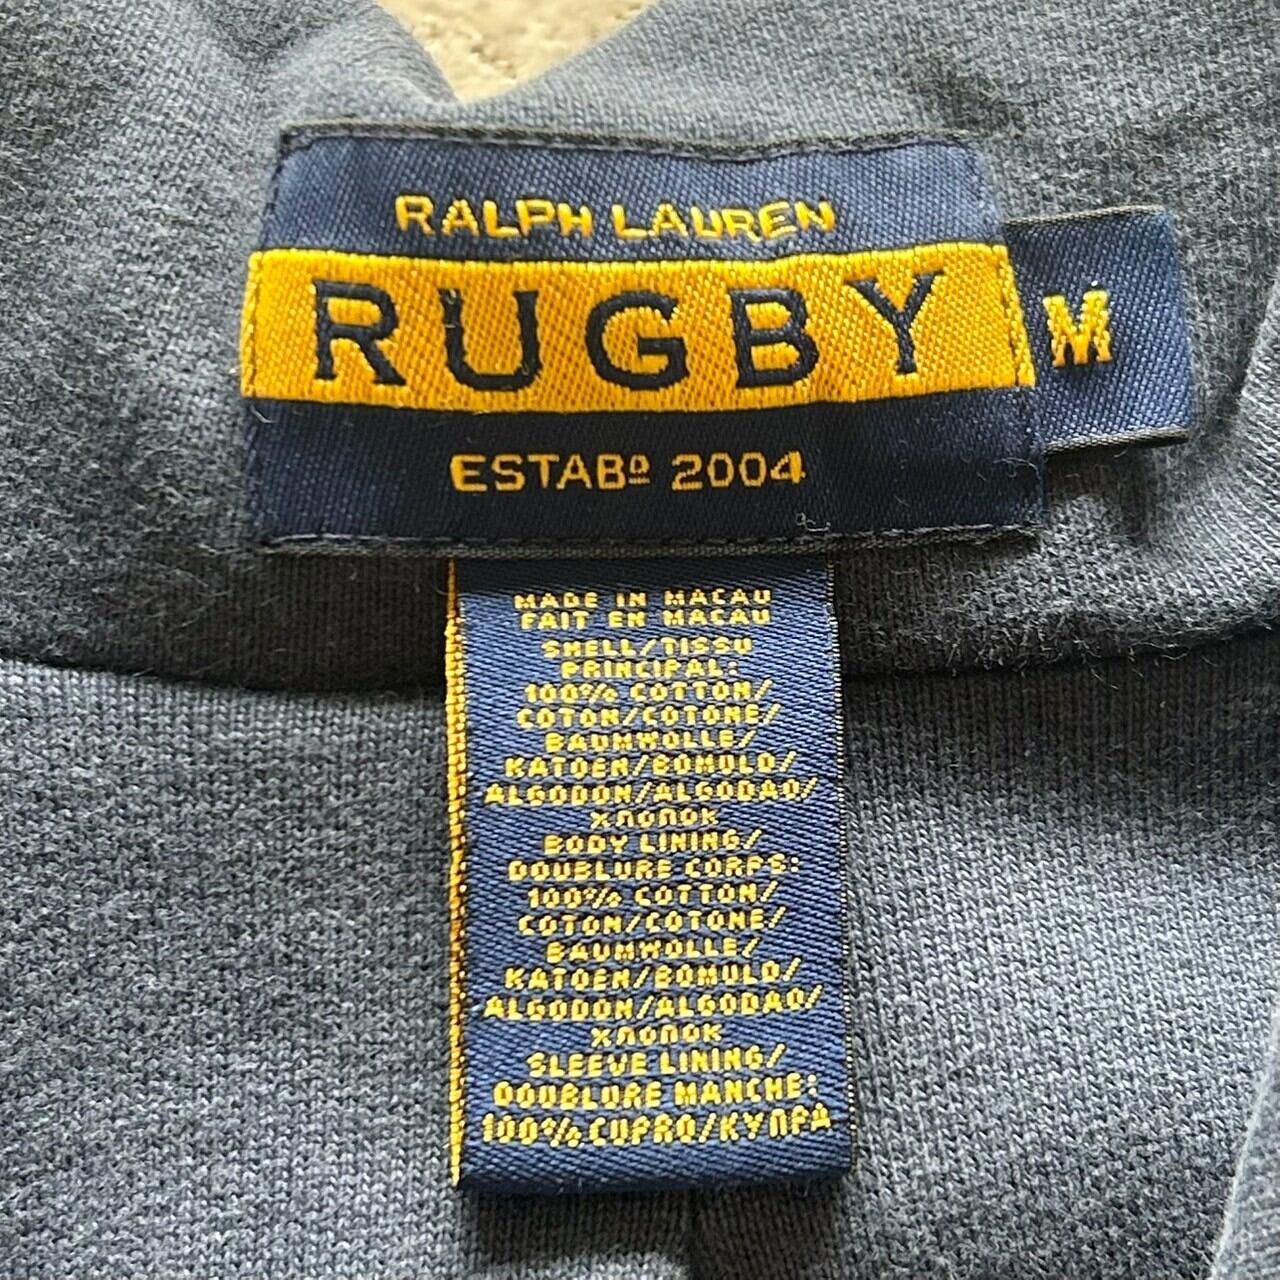 RALPH LAUREN
RUGBY
M
ESTABº 2004
MADE IN MACAU
FAIT EN MACAU
SHELL/TISSU
PRINCIPAL:
100% COTTON/
COTON/COTONE/
BAUMWOLLE/
KATOEN/BOMULD/
ALGODON/ALGODAO/
ХЛОПОК
BODY LINING/
DOUBLURE CORPS:
100% COTTON/
COTON/COTONE/
BAUMWOLLE/
KATOEN/BOMULD/
ALGODON/ALGODAO/
ХЛОПОК
SLEEVE LINING/
DOUBLURE MANCHE:
100% CUPRO/КУПРА